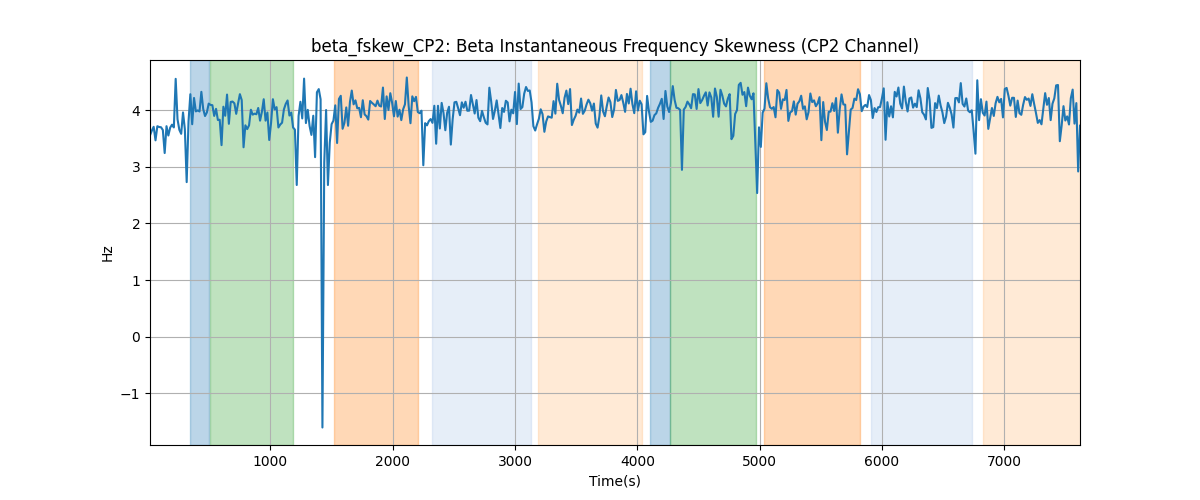 beta_fskew_CP2: Beta Instantaneous Frequency Skewness (CP2 Channel)
Hz
4
3
2
1
0
−1
1000 2000 3000 4000 5000 6000 7000
Time(s)